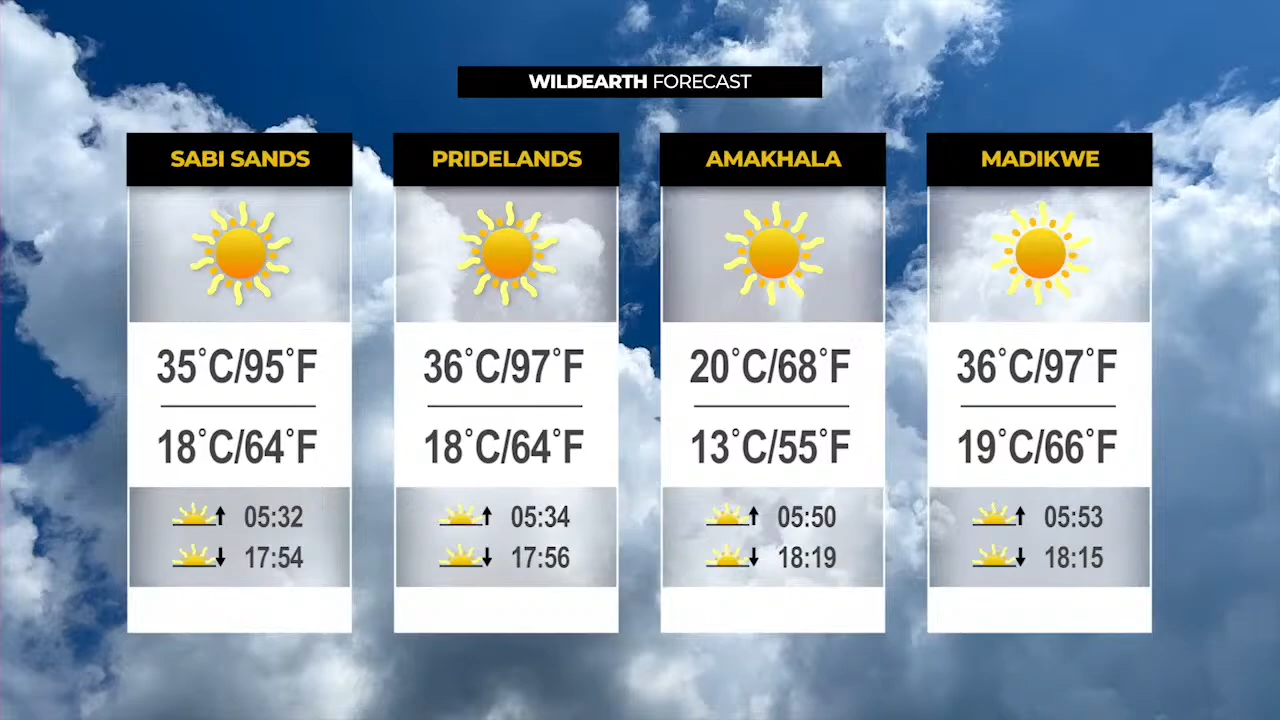 WILDEARTH FORECAST
SABI SANDS
35°C/95°F
18°C/64°F
05:32
17:54
PRIDELANDS
36°C/97°F
18°C/64°F
05:34
17:56
AMAKHALA
20°C/68°F
13°C/55°F
05:50
18:19
MADIKWE
36°C/97°F
19°C/66°F
05:53
18:15